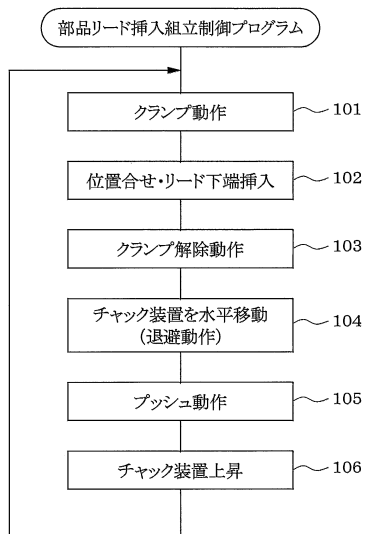 部品リード挿入組立制御プログラム
クランプ動作
101
位置合せ・リード下端挿入
102
クランプ解除動作
103
チャック装置を水平移動
(退避動作)
104
プッシュ動作
105
チャック装置上昇
106